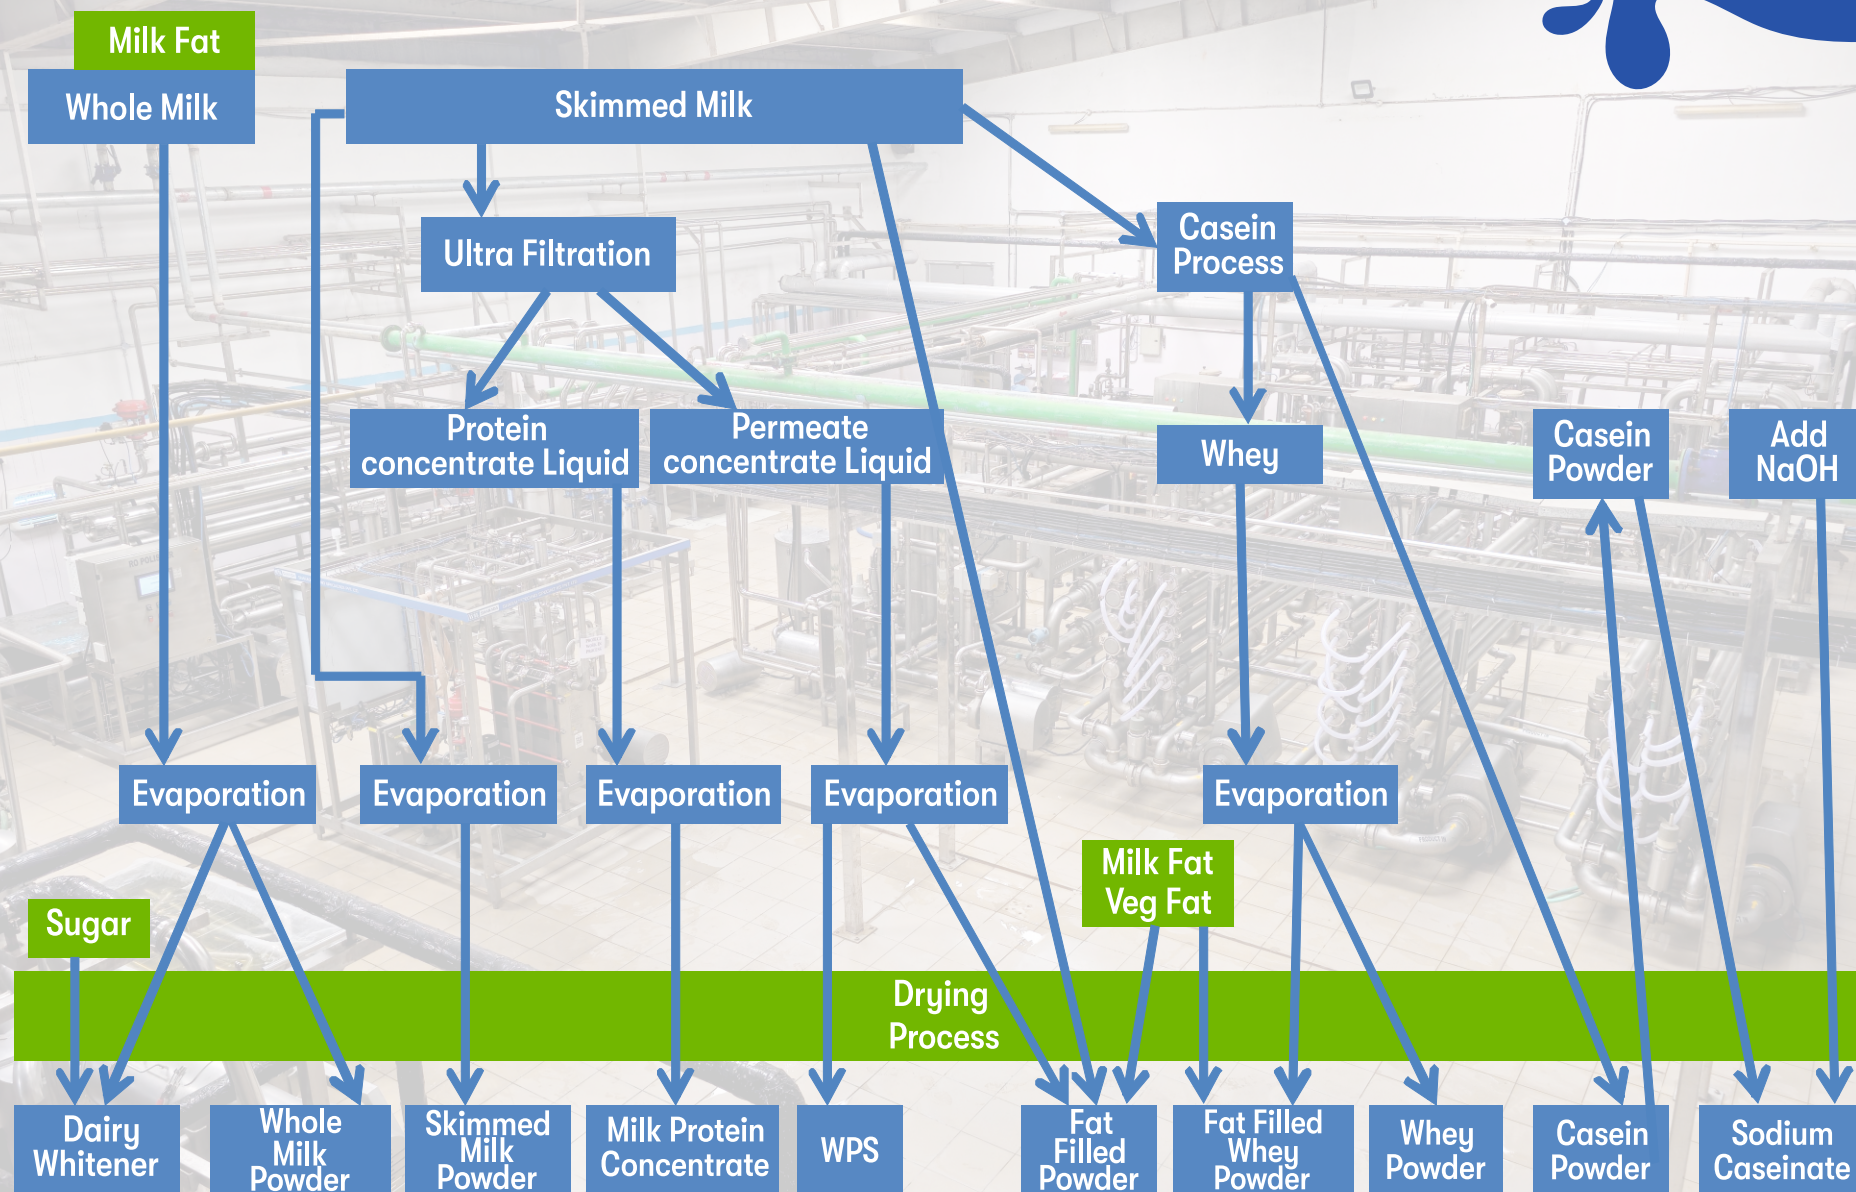 Milk Fat
Whole Milk
Skimmed Milk
Ultra Filtration
Casein
Process
Protein
concentrate Liquid
Permeate
concentrate Liquid
Whey
Casein
Powder
Add
NaOH
Evaporation
Evaporation
Evaporation
Evaporation
Evaporation
Milk Fat
Veg Fat
Sugar
Drying
Process
Dairy
Whitener
Whole
Milk
Powder
Skimmed
Milk
Powder
Milk Protein
Concentrate
WPS
Fat
Filled
Powder
Fat Filled
Whey
Powder
Whey
Powder
Casein
Powder
Sodium
Caseinate